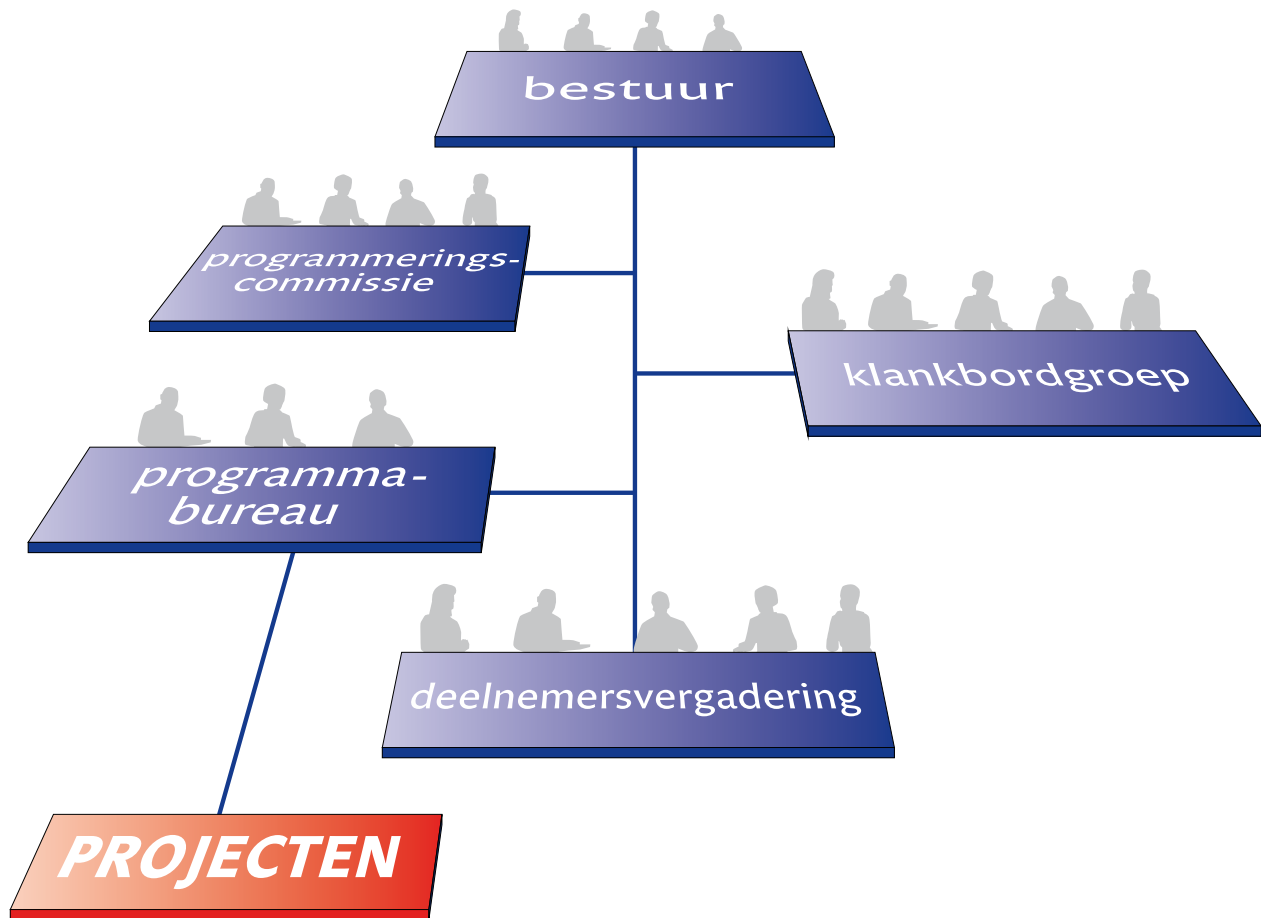 bestuur
programmerings-
commissie
klankbordgroep
programma-
bureau
deelnemersvergadering
PROJECTEN